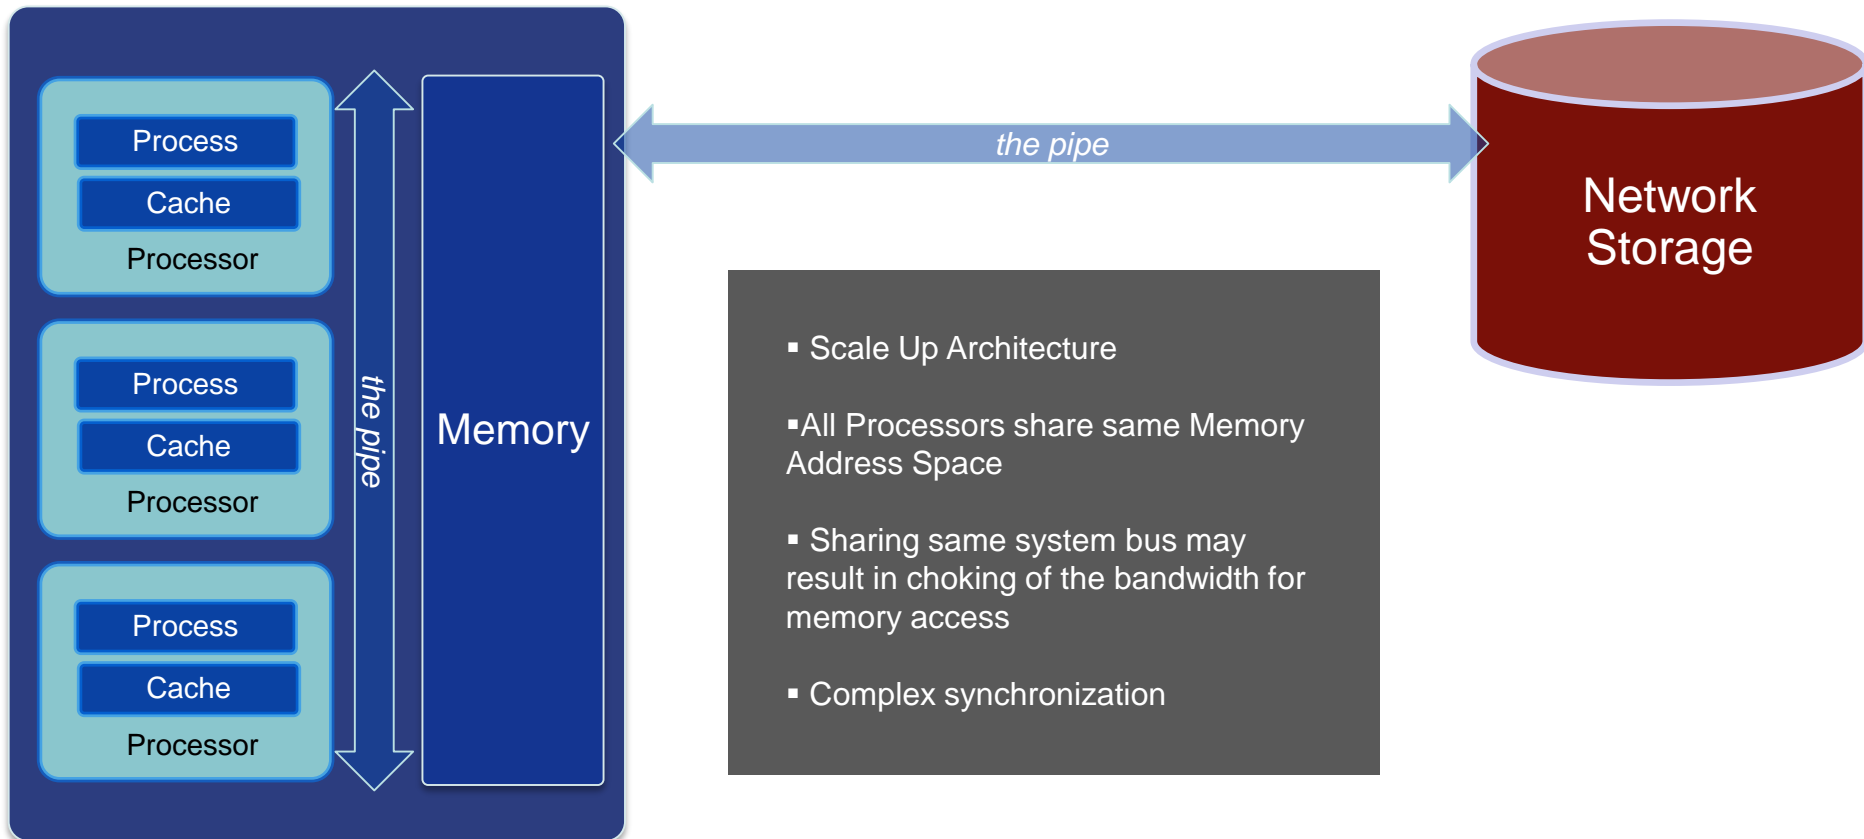 Process
Cache
Processor
Process
Cache
Processor
Process
Cache
Processor
the pipe
Memory
the pipe
Network
Storage
▪ Scale Up Architecture
▪All Processors share same Memory
Address Space
▪ Sharing same system bus may
result in choking of the bandwidth for
memory access
▪ Complex synchronization